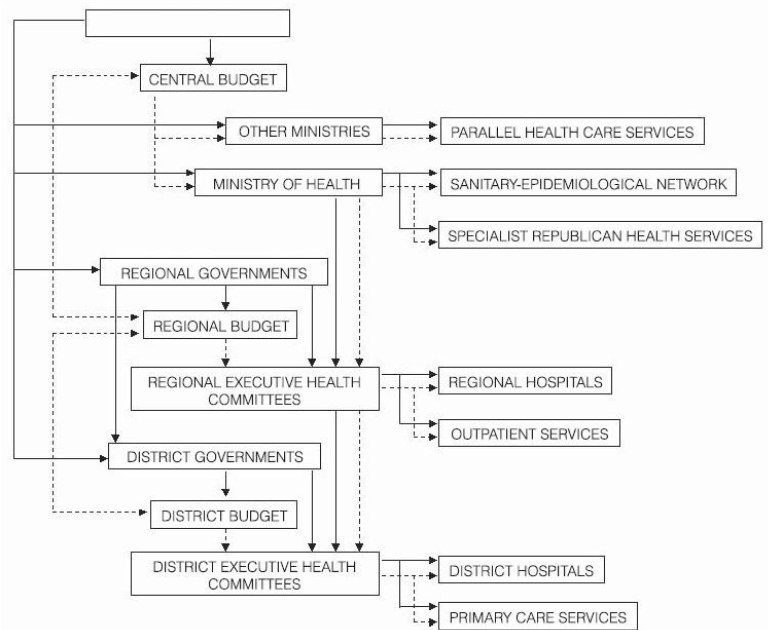 CENTRAL BUDGET
OTHER MINISTRIES
PARALLEL HEALTH CARE SERVICES
MINISTRY OF HEALTH
SANITARY-EPIDEMIOLOGICAL NETWORK
SPECIALIST REPUBLICAN HEALTH SERVICES
REGIONAL GOVERNMENTS
REGIONAL BUDGET
REGIONAL EXECUTIVE HEALTH
COMMITTEES
REGIONAL HOSPITALS
OUTPATIENT SERVICES
DISTRICT GOVERNMENTS
DISTRICT BUDGET
DISTRICT EXECUTIVE HEALTH
COMMITTEES
DISTRICT HOSPITALS
PRIMARY CARE SERVICES